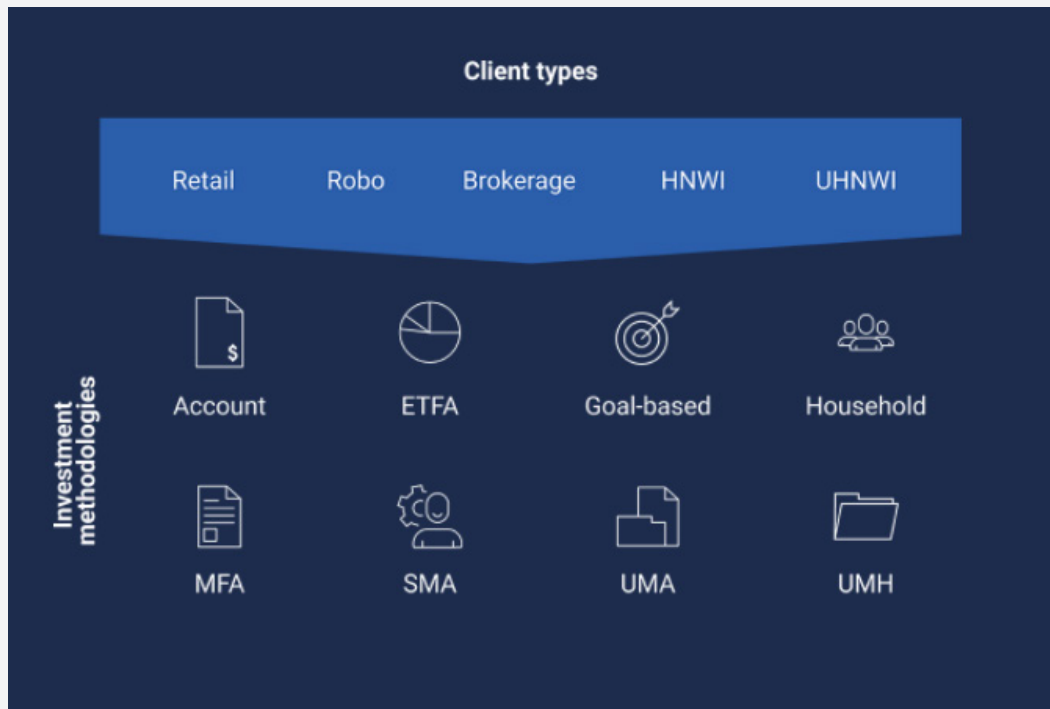 Client types
Retail
Robo
Brokerage
HNWI
UHNWI
Investment
methodologies
$
Account
ETFA
Goal-based
Household
MFA
SMA
UMA
UMH